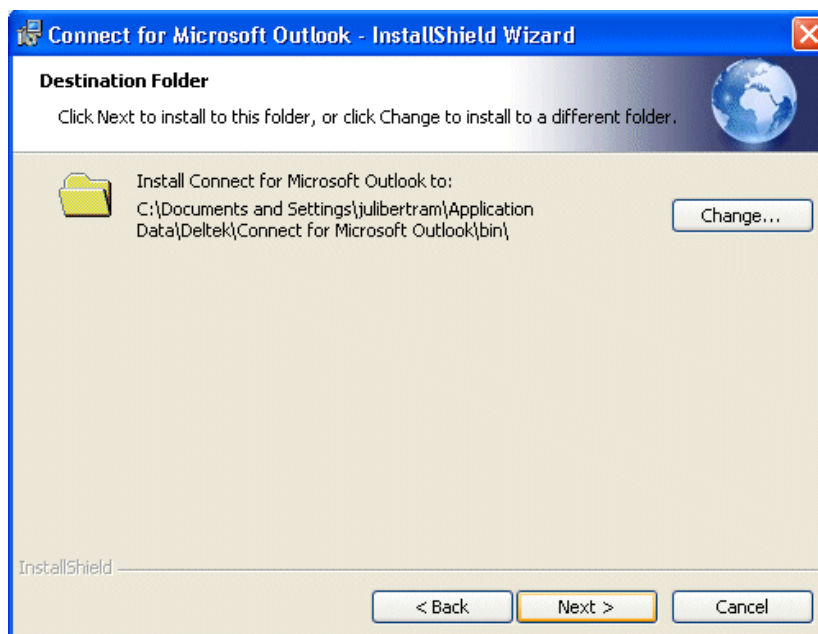 Connect for Microsoft Outlook - InstallShield Wizard
Destination Folder
Click Next to install to this folder, or click Change to install to a different folder.
Install Connect for Microsoft Outlook to:
C:\Documents and Settings\julibertram\Application
Data\Deltek\Connect for Microsoft Outlook\bin\
Change...
InstallShield
< Back
Next >
Cancel